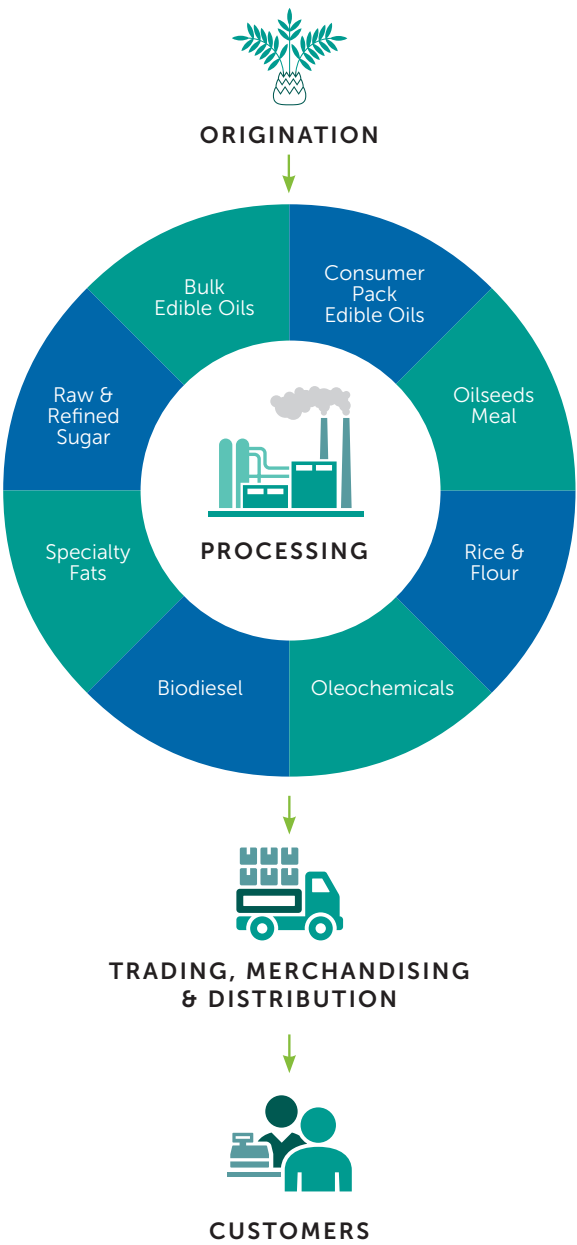 ORIGINATION
Bulk
Edible Oils
Consumer
Pack
Edible Oils
Raw &
Refined
Sugar
Oilseeds
Meal
PROCESSING
Specialty
Fats
Rice &
Flour
Biodiesel
Oleochemicals
TRADING, MERCHANDISING
& DISTRIBUTION
CUSTOMERS